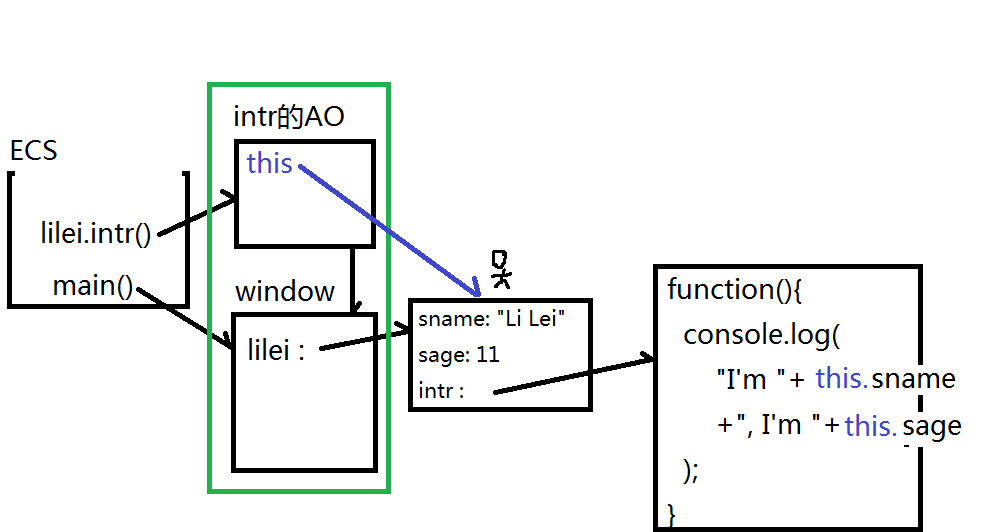 ECS
lilei.intr()
main()
intr的AO
this
window
lilei :
sname: "Li Lei"
sage: 11
intr :
function(){
console.log(
"I'm "+ this.sname
+", I'm "+this. sage
);
}